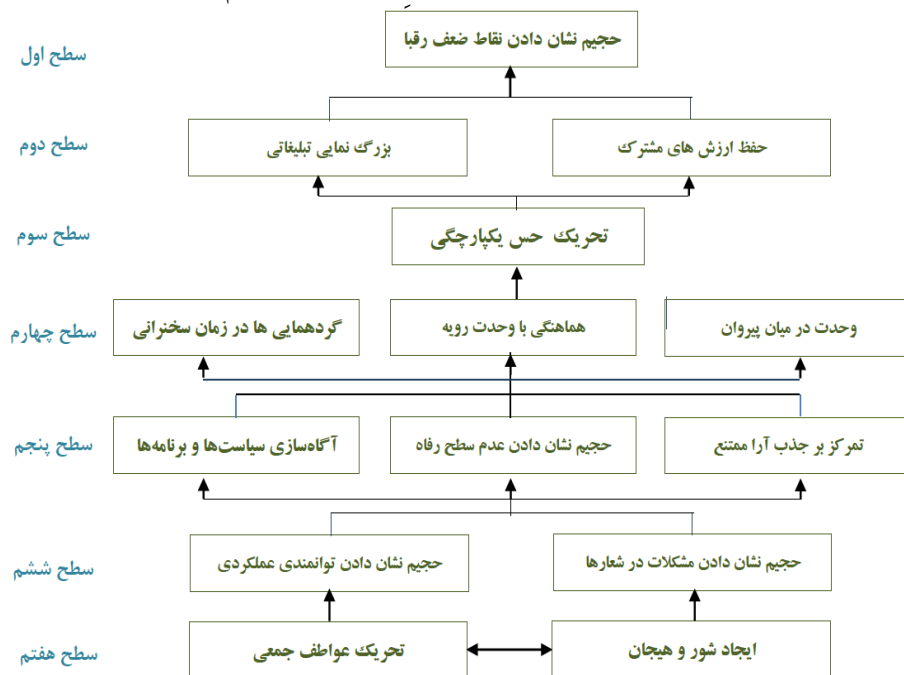 حجیم نشان دادن نقاط ضعف رقبا
سطح اول
حفظ ارزش های مشترک
بزرگ نمایی تبلیغاتی
سطح دوم
تحریک حس یکپارچگی
سطح سوم
وحدت در میان پیروان
هماهنگی با وحدت رویه
گردهمایی ها در زمان سخنرانی
سطح چهارم
تمرکز بر جذب آرا ممتنع
حجیم نشان دادن عدم سطح رفاه
آگاه‌سازی سیاست‌ها و برنامه‌ها
سطح پنجم
حجیم نشان دادن مشکلات در شعارها
حجیم نشان دادن توانمندی عملکردی
سطح ششم
ایجاد شور و هیجان
تحریک عواطف جمعی
سطح هفتم